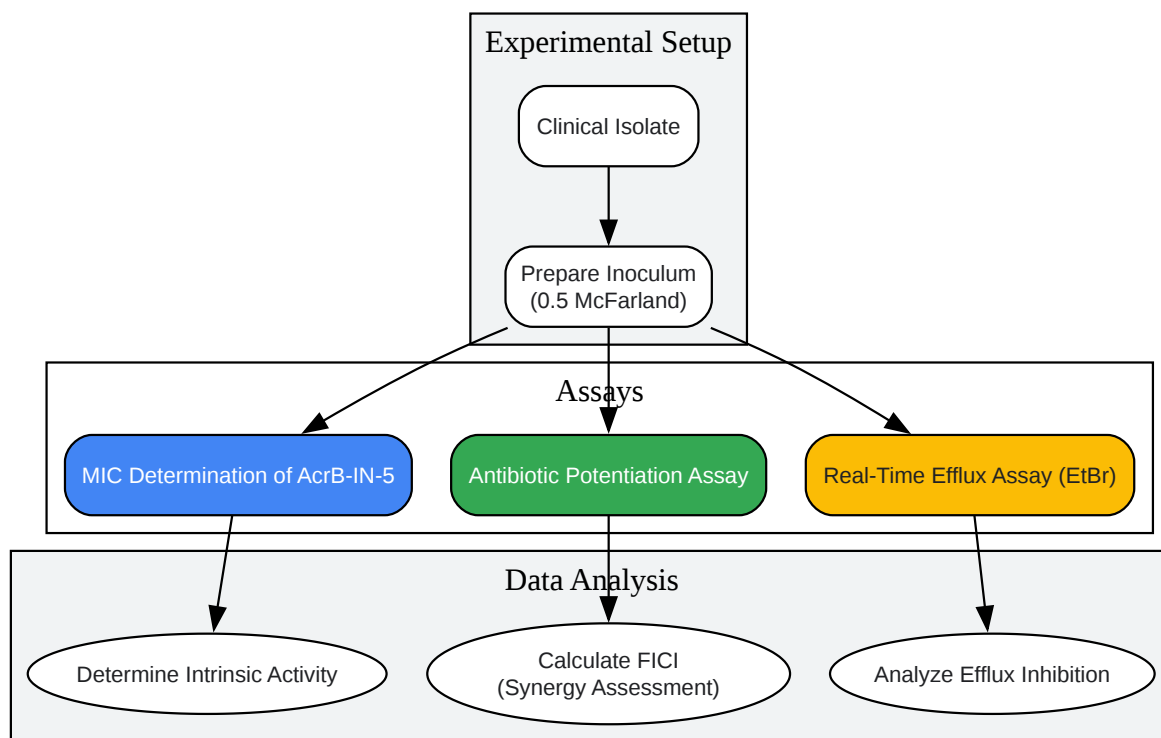 Experimental Setup
Clinical Isolate
Prepare Inoculum
(0.5 McFarland)
Assays
MIC Determination of AcrB-IN-5
Antibiotic Potentiation Assay
Real-Time Efflux Assay (EtBr)
Data Analysis
Determine Intrinsic Activity
Calculate FICI
(Synergy Assessment)
Analyze Efflux Inhibition